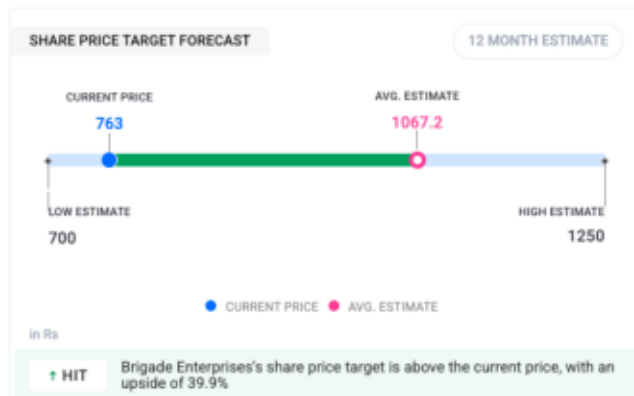 SHARE PRICE TARGET FORECAST
12 MONTH ESTIMATE
CURRENT PRICE
AVG. ESTIMATE
763
1067.2
LOW ESTIMATE
HIGH ESTIMATE
700
1250
CURRENT PRICE AVG. ESTIMATE
in Rs
↑ HIT
Brigade Enterprises's share price target is above the current price, with an
upside of 39.9%